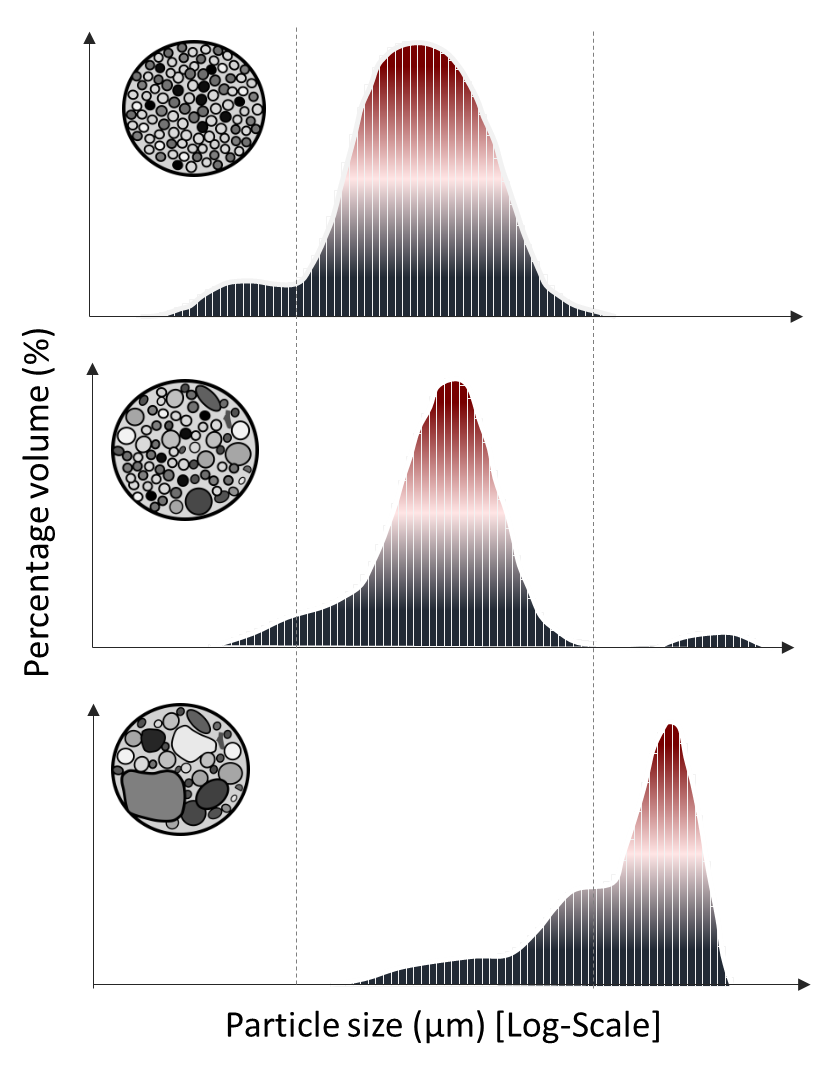 Percentage volume (%)
Particle size (μm) [Log-Scale]